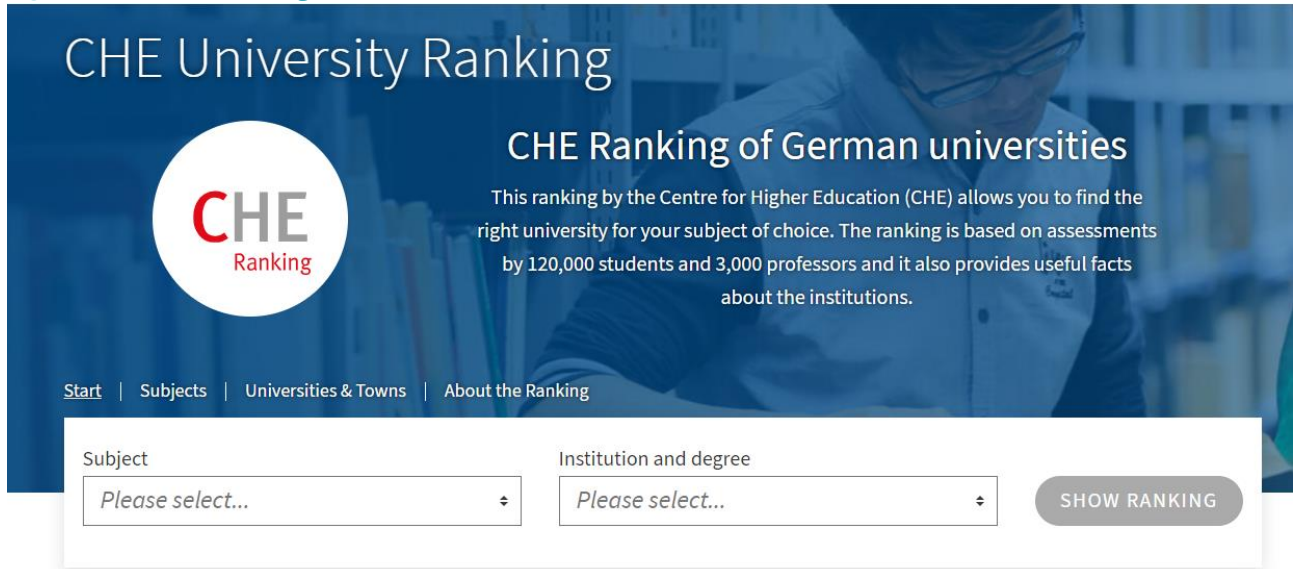 CHE University Ranking
CHE
Ranking
CHE Ranking of German universities
This ranking by the Centre for Higher Education (CHE) allows you to find the
right university for your subject of choice. The ranking is based on assessments
by 120,000 students and 3,000 professors and it also provides useful facts
about the institutions.
Start | Subjects | Universities & Towns | About the Ranking
Subject
Please select...
Institution and degree
Please select...
SHOW RANKING